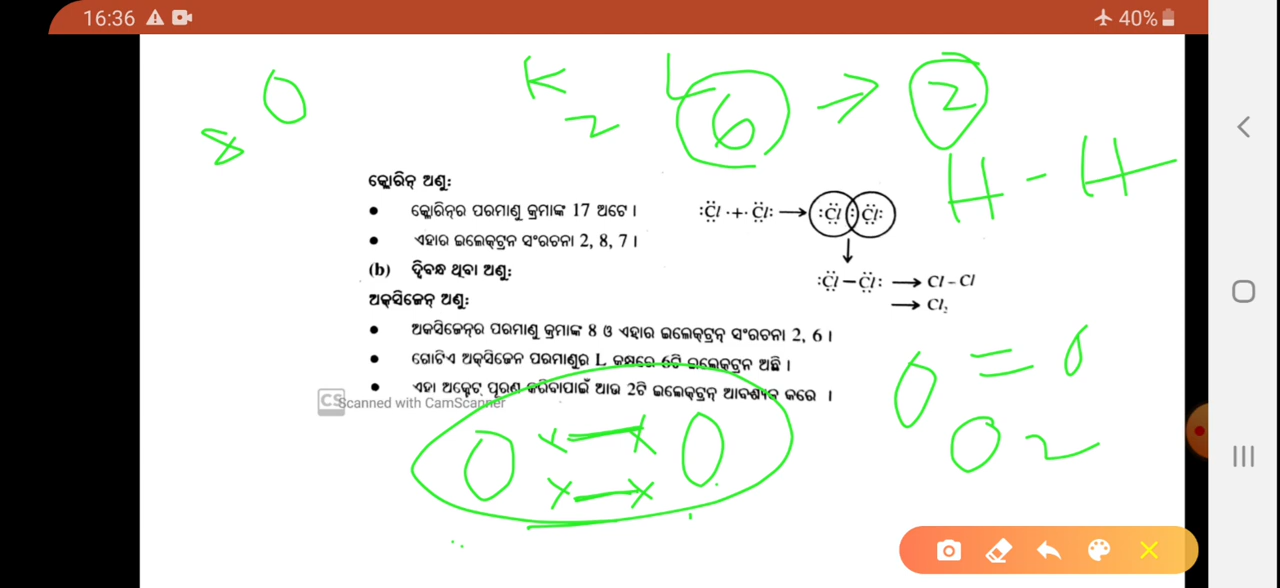 16:36
40%
8 O
K L
2 6 → 2
H - H
କ୍ଲୋରିନ୍ ଅଣୁ:
• କ୍ଲୋରିନ୍‌ର ପରମାଣୁ କ୍ରମାଙ୍କ 17 ଅଟେ ।
:Cl · + · Cl: → :Cl : Cl:
• ଏହାର ଇଲେକ୍ଟ୍ରନ ସଂରଚନା 2, 8, 7 ।
(b) ଦ୍ୱିବନ୍ଧ ଥିବା ଅଣୁ:
:Cl – Cl: → Cl – Cl
→ Cl₂
ଅକ୍‌ସିଜେନ୍ ଅଣୁ:
• ଅକସିଜେନ୍‌ର ପରମାଣୁ କ୍ରମାଙ୍କ 8 ଓ ଏହାର ଇଲେକ୍ଟ୍ରନ୍ ସଂରଚନା 2, 6 ।
• ଗୋଟିଏ ଅକ୍‌ସିଜେନ ପରମାଣୁର L କକ୍ଷରେ 6ଟି ଇଲେକଟ୍ରନ ଅଛି ।
• ଏହା ଅକ୍ଟେଟ୍ ପୂରଣ କରିବାପାଇଁ ଆଉ 2ଟି ଇଲେକ୍ଟ୍ରନ୍ ଆବଶ୍ୟକ କରେ ।
CS Scanned with CamScanner
O = O
O 2
O x — x O
x — x